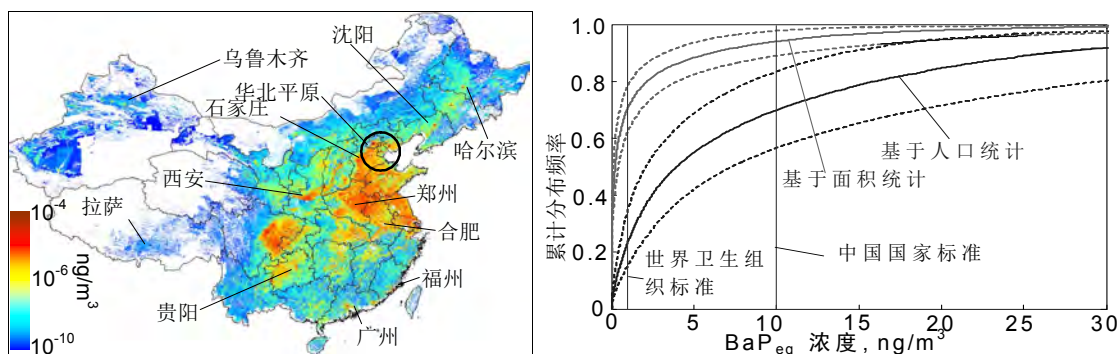 沈阳
乌鲁木齐
华北平原
石家庄
哈尔滨
西安
郑州
拉萨
合肥
福州
贵阳
广州
10-4
10-6
10-10
ng/m3
1.0
0.8
0.6
0.4
0.2
0
累计分布频率
基于人口统计
基于面积统计
世界卫生组
织标准
中国国家标准
0 5 10 15 20 25 30
BaPeq 浓度, ng/m3